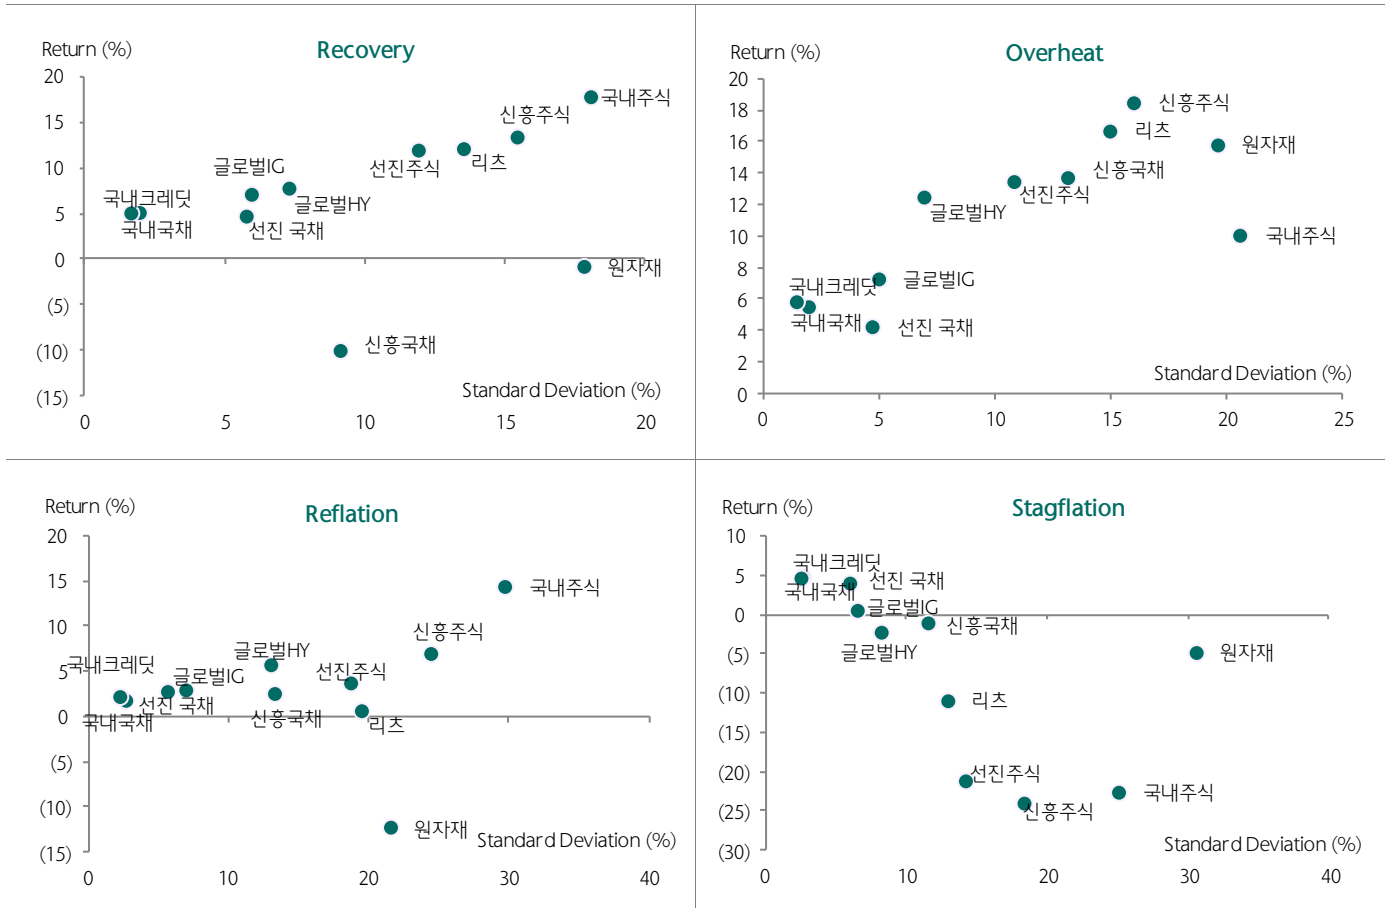 Return (%)
Recovery
20
15
10
5
0
(5)
(10)
(15)
국내주식
신흥주식
선진주식
리츠
글로벌IG
글로벌HY
국내크레딧
국내국채
선진 국채
원자재
신흥국채
Standard Deviation (%)
0 5 10 15 20
Return (%)
Overheat
20
18
16
14
12
10
8
6
4
2
0
신흥주식
리츠
원자재
신흥국채
선진주식
글로벌HY
국내주식
글로벌IG
국내크레딧
국내국채
선진 국채
Standard Deviation (%)
0 5 10 15 20 25
Return (%)
Reflation
20
15
10
5
0
(5)
(10)
(15)
국내주식
신흥주식
글로벌HY
선진주식
국내크레딧
글로벌IG
선진 국채
국내국채
신흥국채
리츠
원자재
Standard Deviation (%)
0 10 20 30 40
Return (%)
Stagflation
10
5
0
(5)
(10)
(15)
(20)
(25)
(30)
국내크레딧
선진 국채
국내국채
글로벌IG
신흥국채
글로벌HY
원자재
리츠
선진주식
국내주식
신흥주식
Standard Deviation (%)
0 10 20 30 40